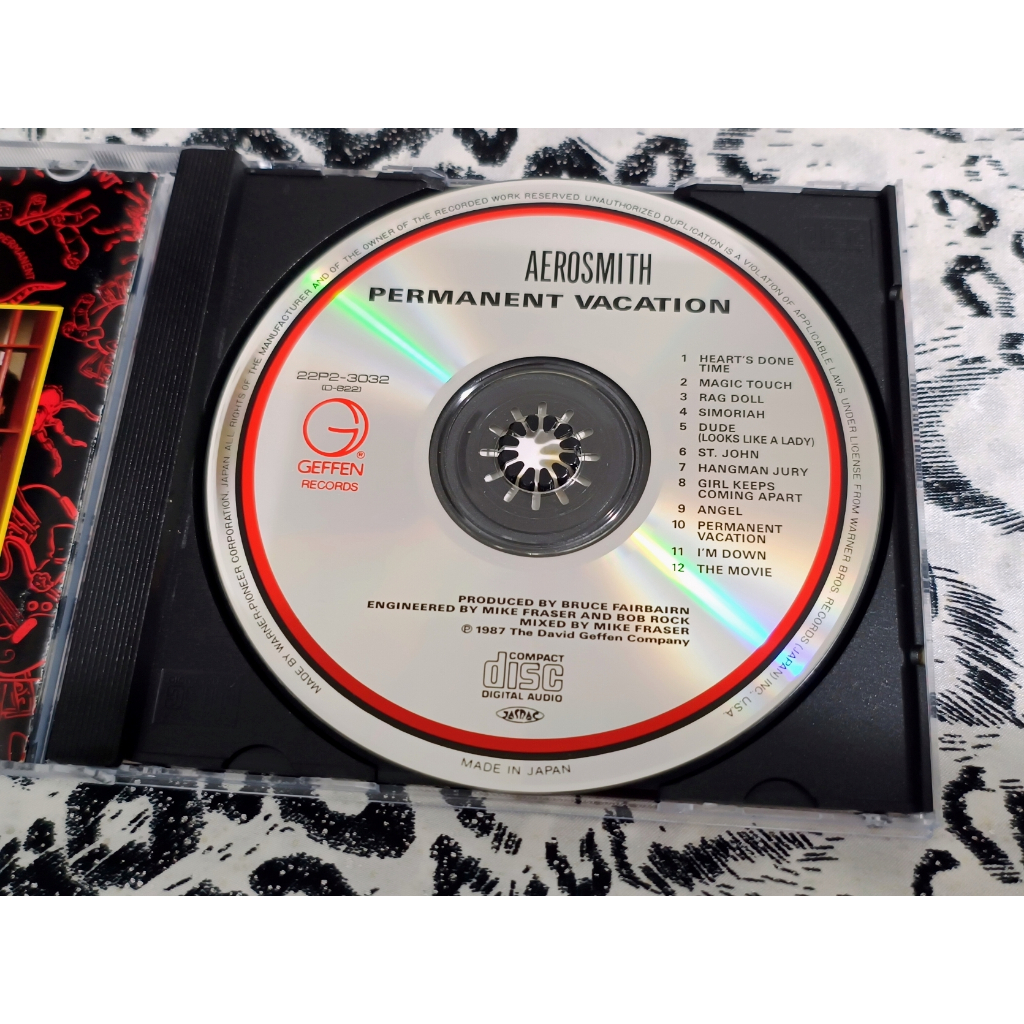 AEROSMITH
PERMANENT VACATION
22P2-3032
(D-622)
GEFFEN®
RECORDS
1 HEART'S DONE
TIME
2 MAGIC TOUCH
3 RAG DOLL
4 SIMORIAH
5 DUDE
(LOOKS LIKE A LADY)
6 ST. JOHN
7 HANGMAN JURY
8 GIRL KEEPS
COMING APART
9 ANGEL
10 PERMANENT
VACATION
11 I'M DOWN
12 THE MOVIE
PRODUCED BY BRUCE FAIRBAIRN
ENGINEERED BY MIKE FRASER AND BOB ROCK
MIXED BY MIKE FRASER
℗ 1987 The David Geffen Company
COMPACT
disc
DIGITAL AUDIO
JASRAC
MADE BY WARNER-PIONEER CORPORATION, JAPAN. ALL RIGHTS OF THE MANUFACTURER AND OF THE OWNER OF THE RECORDED WORK RESERVED. UNAUTHORIZED DUPLICATION IS A VIOLATION OF APPLICABLE LAWS. UNDER LICENSE FROM WARNER BROS. RECORDS (JAPAN) INC., U.S.A.
MADE IN JAPAN